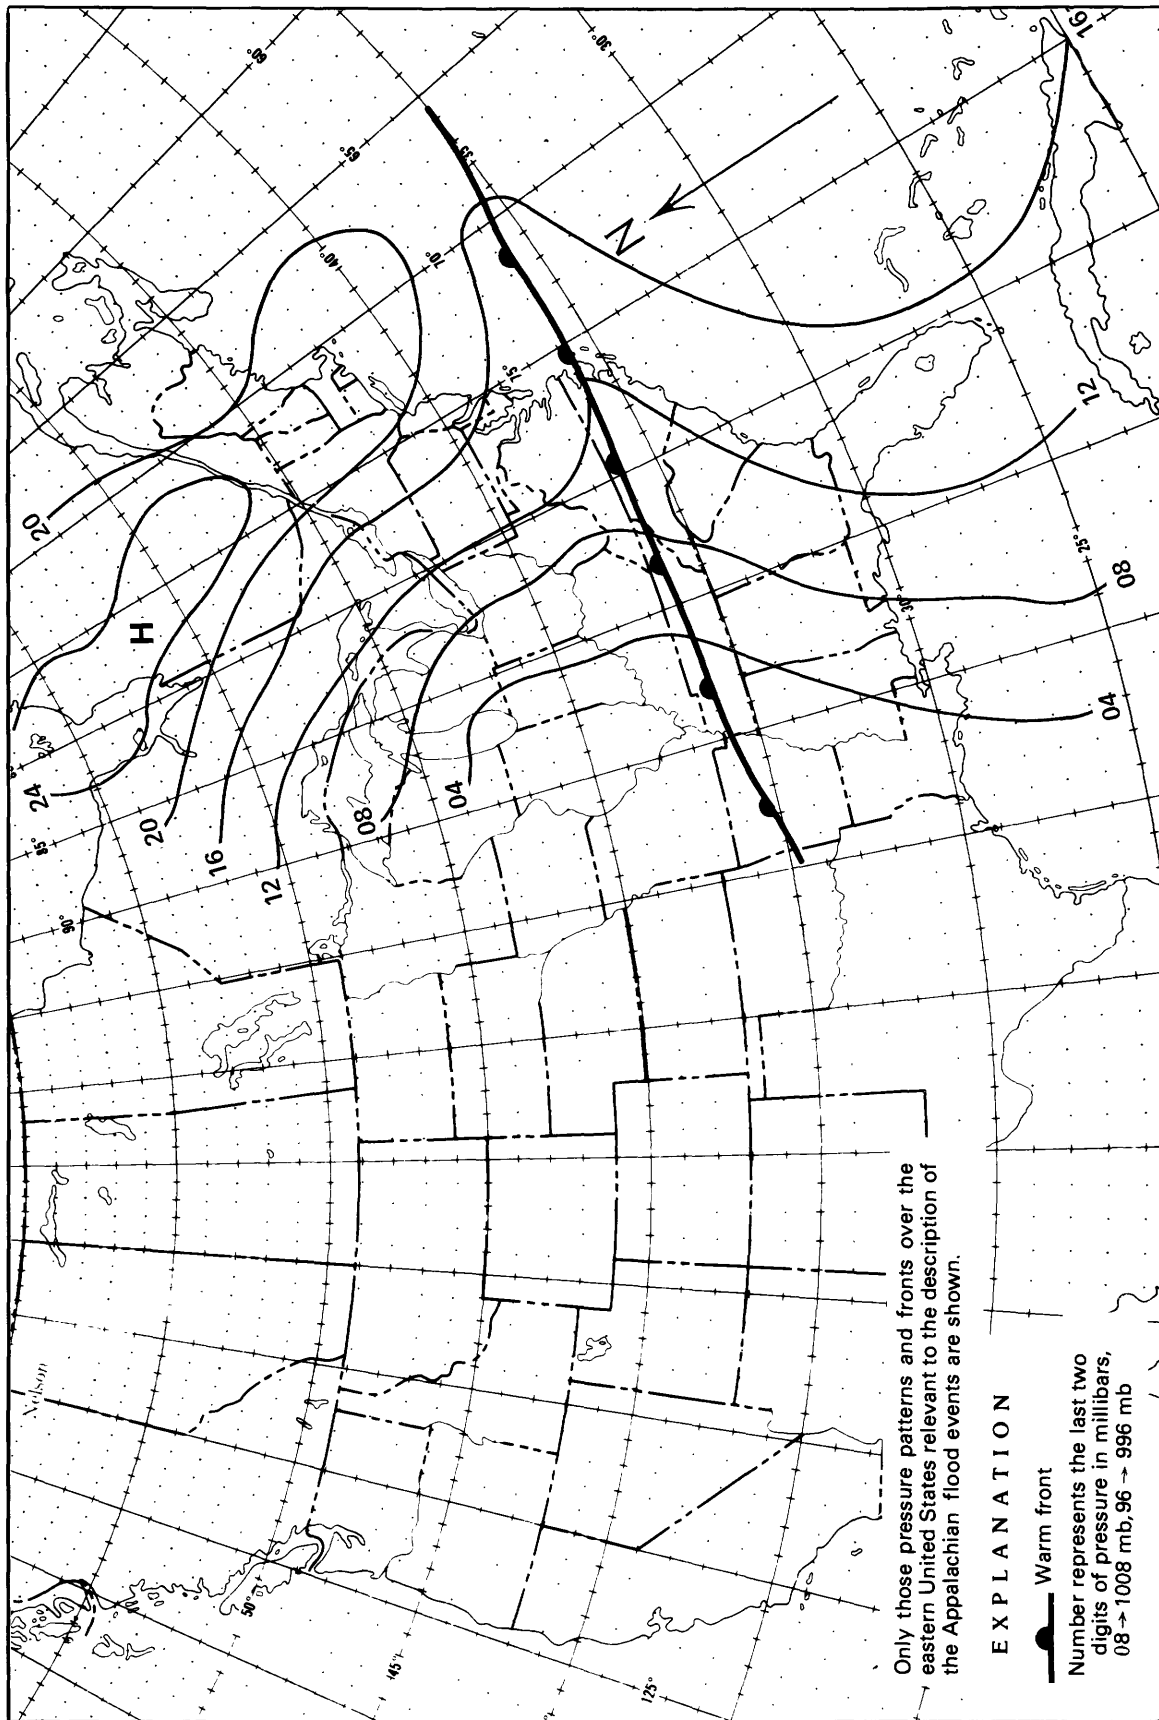 Nelson
50°
45°
125°
90°
85°
24
20
16
12
08
04
H
20
60°
65°
40°
70°
35
30°
75
N
16
12
25°
08
30°
04
Only those pressure patterns and fronts over the
eastern United States relevant to the description of
the Appalachian flood events are shown.
EXPLANATION
Warm front
Number represents the last two
digits of pressure in millibars,
08→1008 mb, 96→996 mb